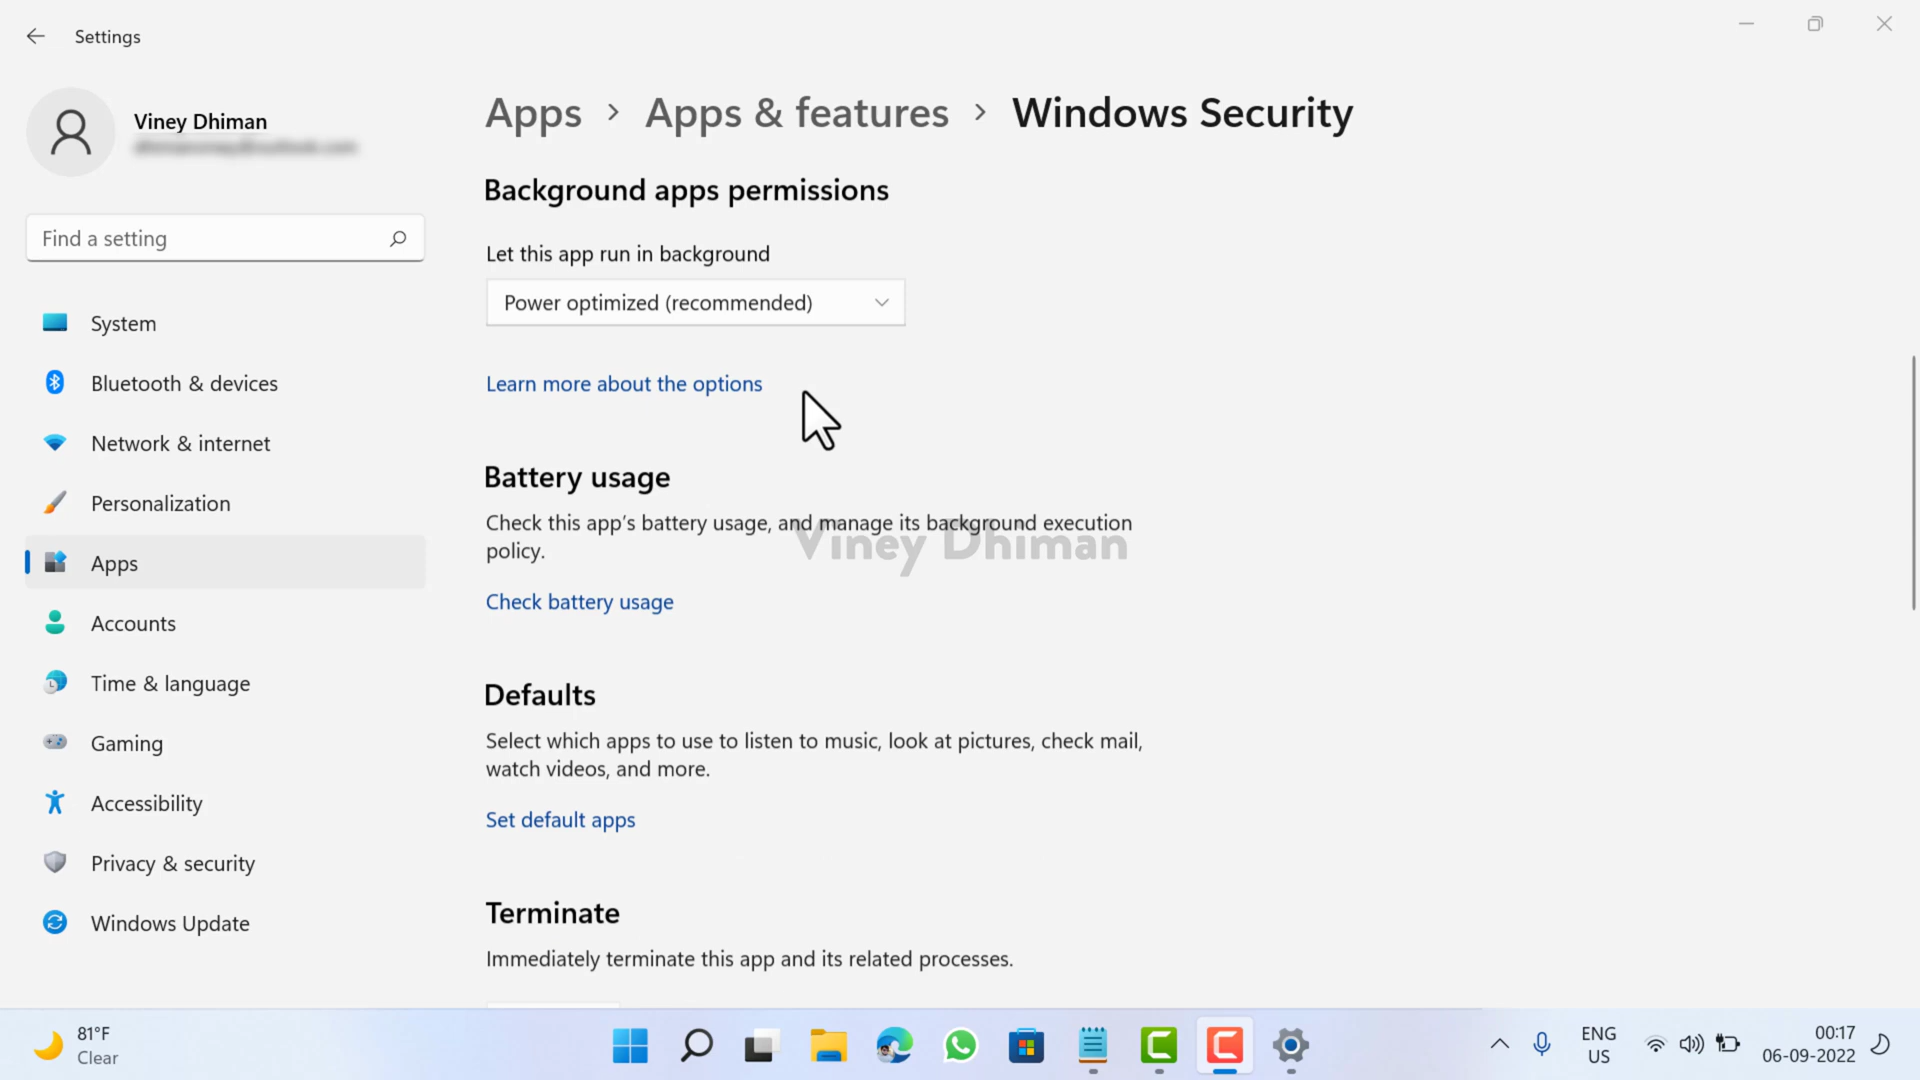 Settings
Viney Dhiman
Find a setting
System
Bluetooth & devices
Network & internet
Personalization
Apps
Accounts
Time & language
Gaming
Accessibility
Privacy & security
Windows Update
Apps > Apps & features > Windows Security
Background apps permissions
Let this app run in background
Power optimized (recommended)
Learn more about the options
Battery usage
Check this app's battery usage, and manage its background execution
policy.
Viney Dhiman
Check battery usage
Defaults
Select which apps to use to listen to music, look at pictures, check mail,
watch videos, and more.
Set default apps
Terminate
Immediately terminate this app and its related processes.
81°F
Clear
ENG
US
00:17
06-09-2022